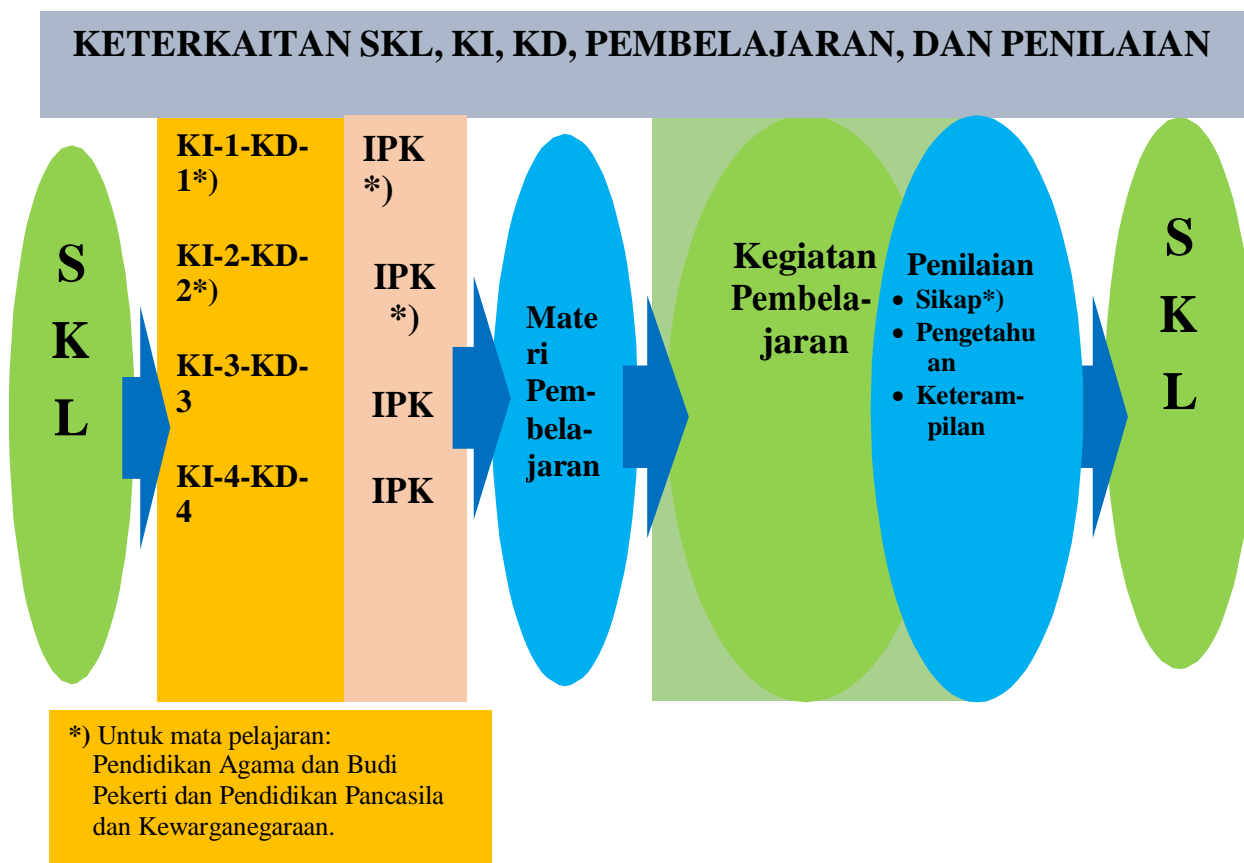 KETERKAITAN SKL, KI, KD, PEMBELAJARAN, DAN PENILAIAN
S
K
L
KI-1-KD-
1*)
KI-2-KD-
2*)
KI-3-KD-
3
KI-4-KD-
4
IPK
*)
IPK
*)
IPK
IPK
Mate
ri
Pem-
bela-
jaran
Kegiatan
Pembela-
jaran
Penilaian
• Sikap*)
• Pengetahu
an
• Keteram-
pilan
S
K
L
*) Untuk mata pelajaran:
Pendidikan Agama dan Budi
Pekerti dan Pendidikan Pancasila
dan Kewarganegaraan.